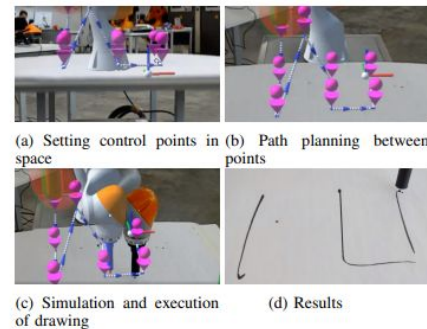 (a) Setting control points in space
(b) Path planning between points
(c) Simulation and execution of drawing
(d) Results